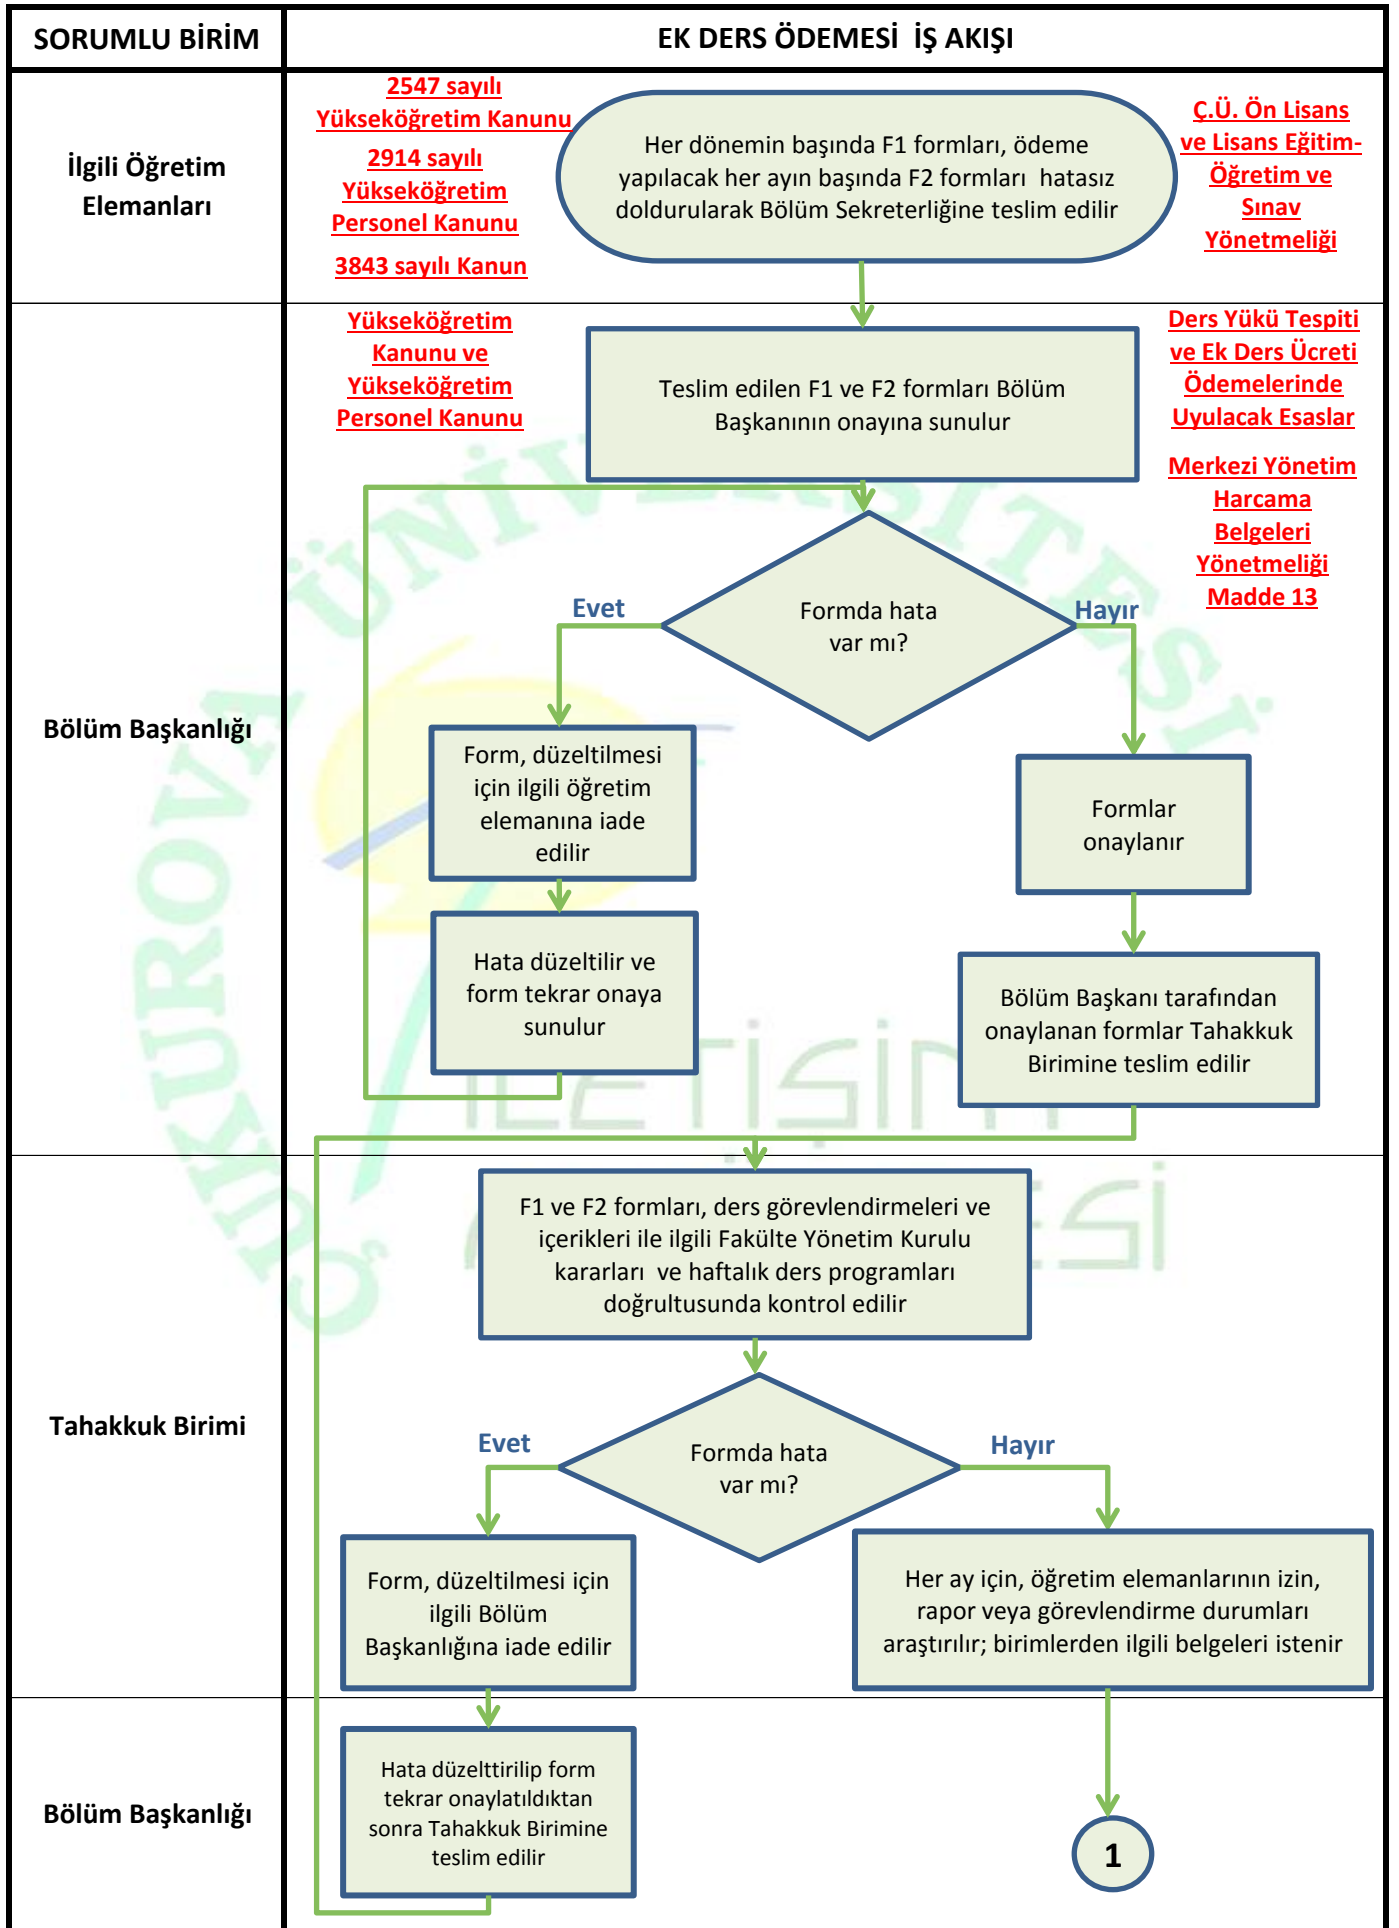 SORUMLU BİRİM
EK DERS ÖDEMESİ İŞ AKIŞI
İlgili Öğretim
Elemanları
2547 sayılı
Yükseköğretim Kanunu
2914 sayılı
Yükseköğretim
Personel Kanunu
3843 sayılı Kanun
Her dönemin başında F1 formları, ödeme
yapılacak her ayın başında F2 formları hatasız
doldurularak Bölüm Sekreterliğine teslim edilir
Ç.Ü. Ön Lisans
ve Lisans Eğitim-
Öğretim ve
Sınav
Yönetmeliği
Bölüm Başkanlığı
Yükseköğretim
Kanunu ve
Yükseköğretim
Personel Kanunu
Teslim edilen F1 ve F2 formları Bölüm
Başkanının onayına sunulur
Ders Yükü Tespiti
ve Ek Ders Ücreti
Ödemelerinde
Uyulacak Esaslar
Merkezi Yönetim
Harcama
Belgeleri
Yönetmeliği
Madde 13
Formda hata
var mı?
Evet
Hayır
Form, düzeltilmesi
için ilgili öğretim
elemanına iade
edilir
Hata düzeltilir ve
form tekrar onaya
sunulur
Formlar
onaylanır
Bölüm Başkanı tarafından
onaylanan formlar Tahakkuk
Birimine teslim edilir
ÇUKUROVA ÜNİVERSİTESİ
İLETİŞİM
Tahakkuk Birimi
F1 ve F2 formları, ders görevlendirmeleri ve
içerikleri ile ilgili Fakülte Yönetim Kurulu
kararları ve haftalık ders programları
doğrultusunda kontrol edilir
Formda hata
var mı?
Evet
Hayır
Form, düzeltilmesi için
ilgili Bölüm
Başkanlığına iade edilir
Her ay için, öğretim elemanlarının izin,
rapor veya görevlendirme durumları
araştırılır; birimlerden ilgili belgeleri istenir
Bölüm Başkanlığı
Hata düzelttirilip form
tekrar onaylatıldıktan
sonra Tahakkuk Birimine
teslim edilir
1